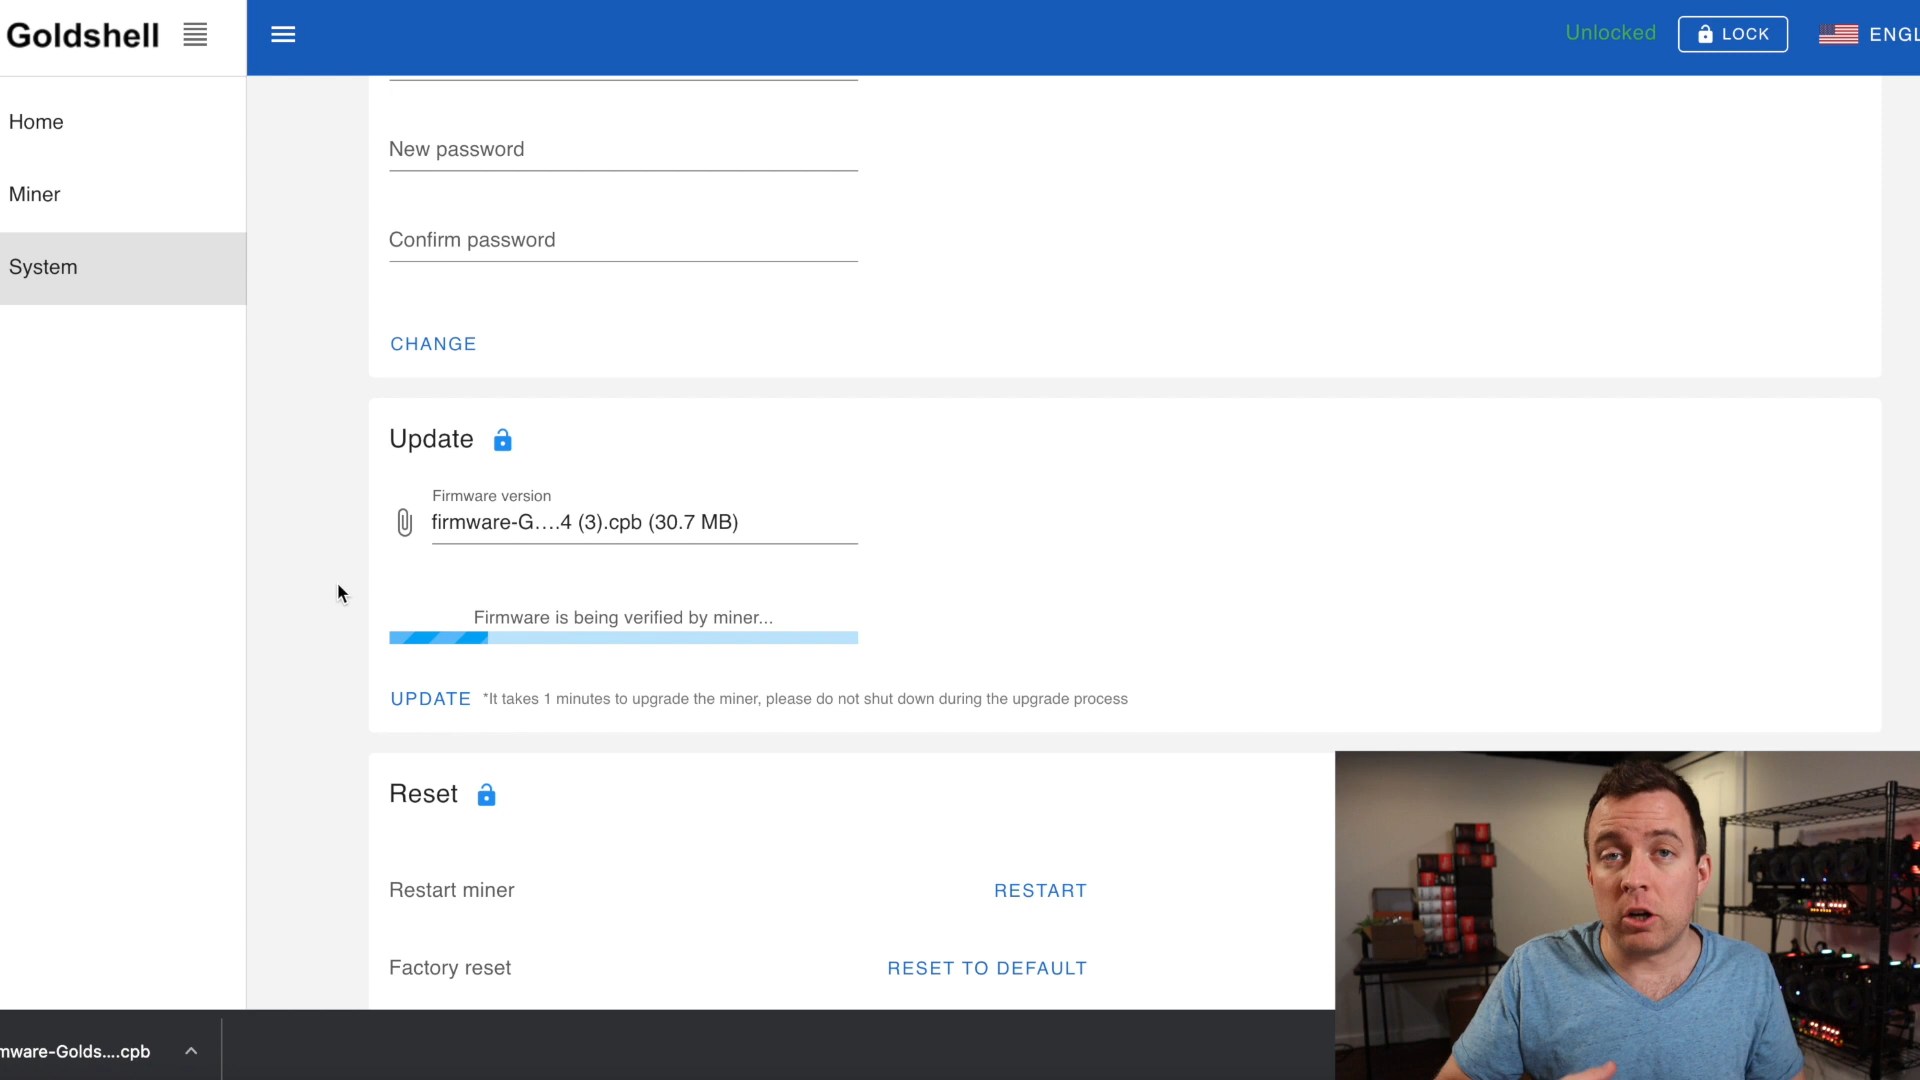 Goldshell
Unlocked
LOCK
ENGL
Home
Miner
System
New password
Confirm password
CHANGE
Update
Firmware version
firmware-G....4 (3).cpb (30.7 MB)
Firmware is being verified by miner...
UPDATE *It takes 1 minutes to upgrade the miner, please do not shut down during the upgrade process
Reset
Restart miner
RESTART
Factory reset
RESET TO DEFAULT
mware-Golds....cpb